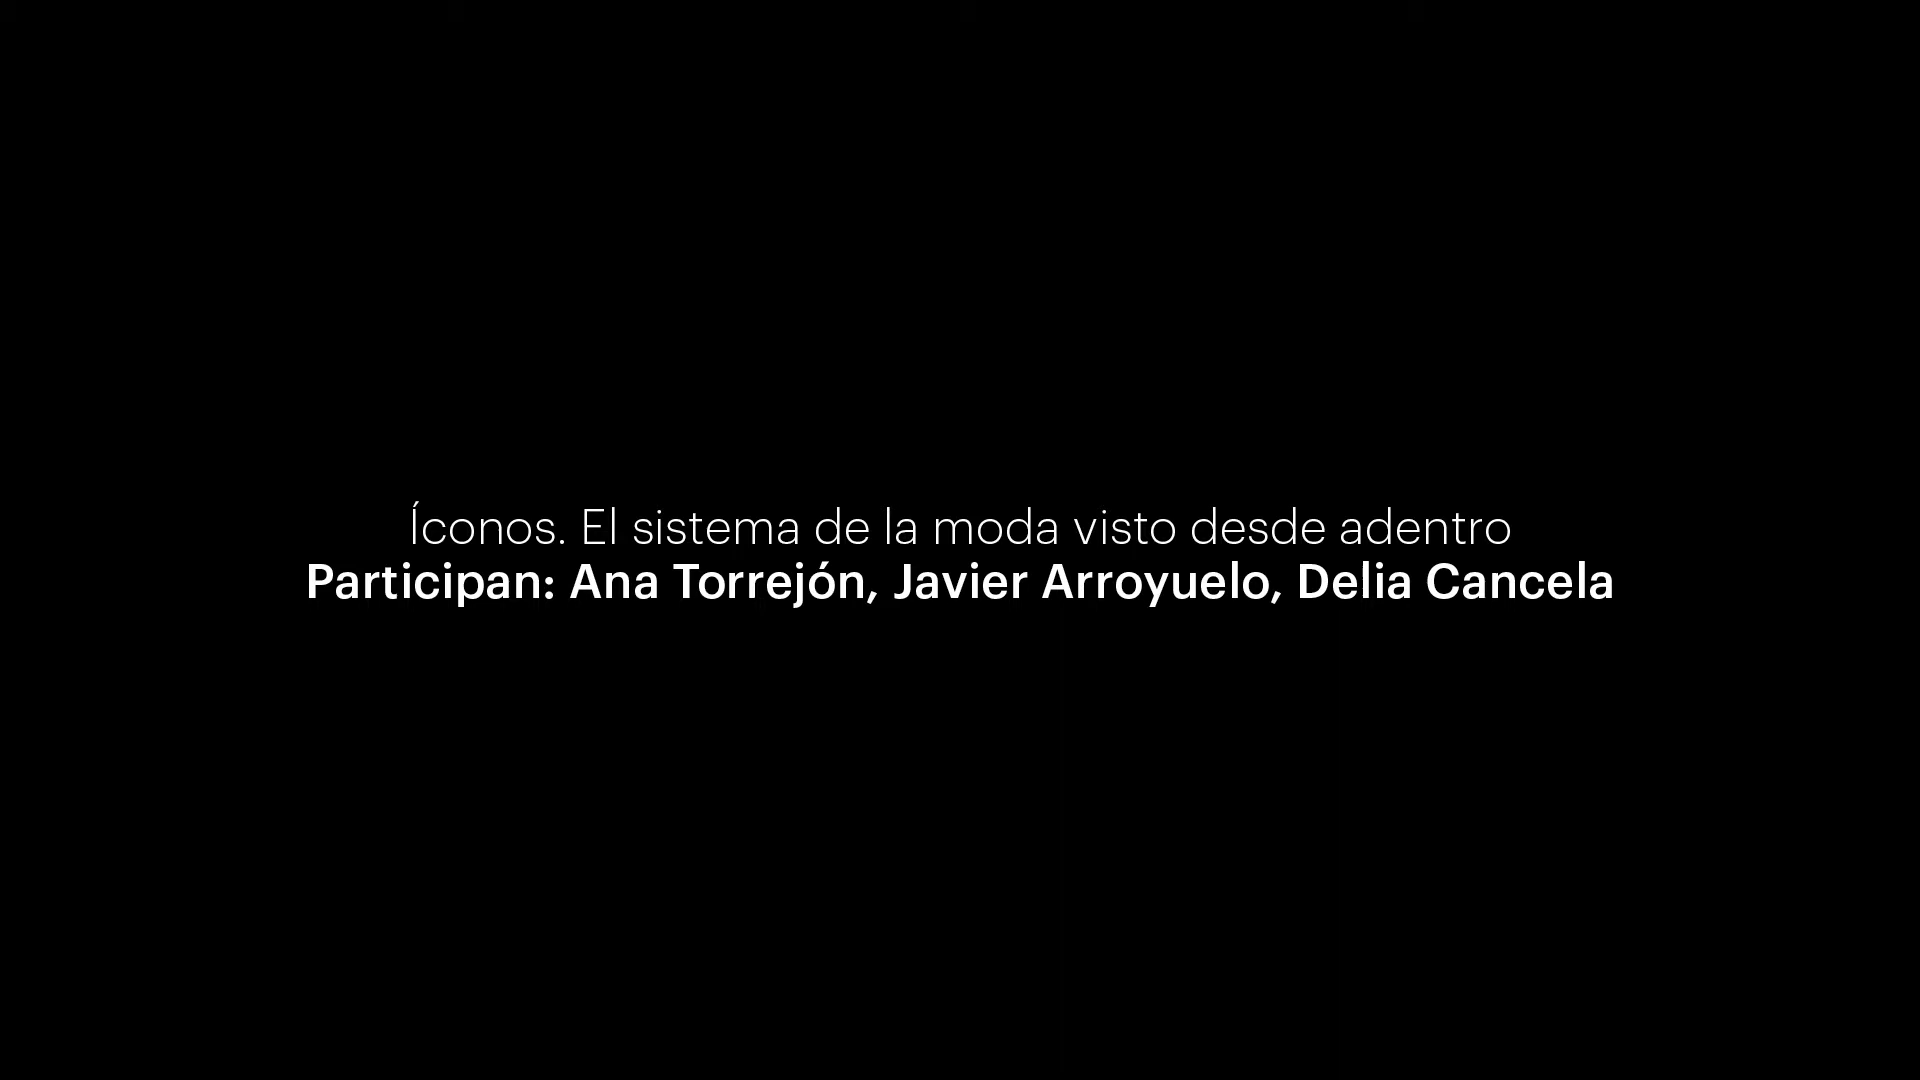 Íconos. El sistema de la moda visto desde adentro
Participan: Ana Torrejón, Javier Arroyuelo, Delia Cancela